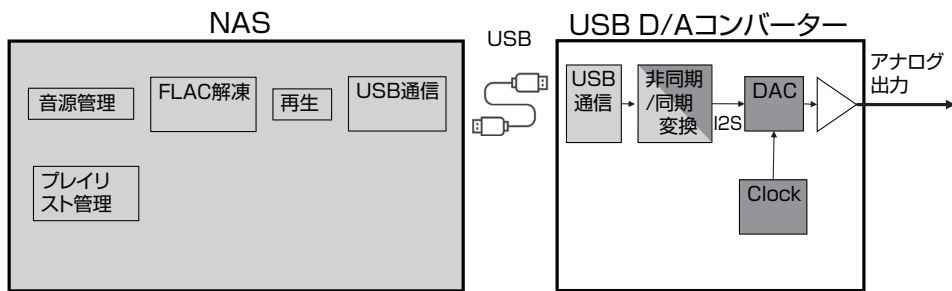 NAS
USB
USB D/Aコンバーター
音源管理
FLAC解凍
再生
USB通信
プレイリ
スト管理
USB
通信
非同期
/同期
変換
I2S
DAC
Clock
アナログ
出力